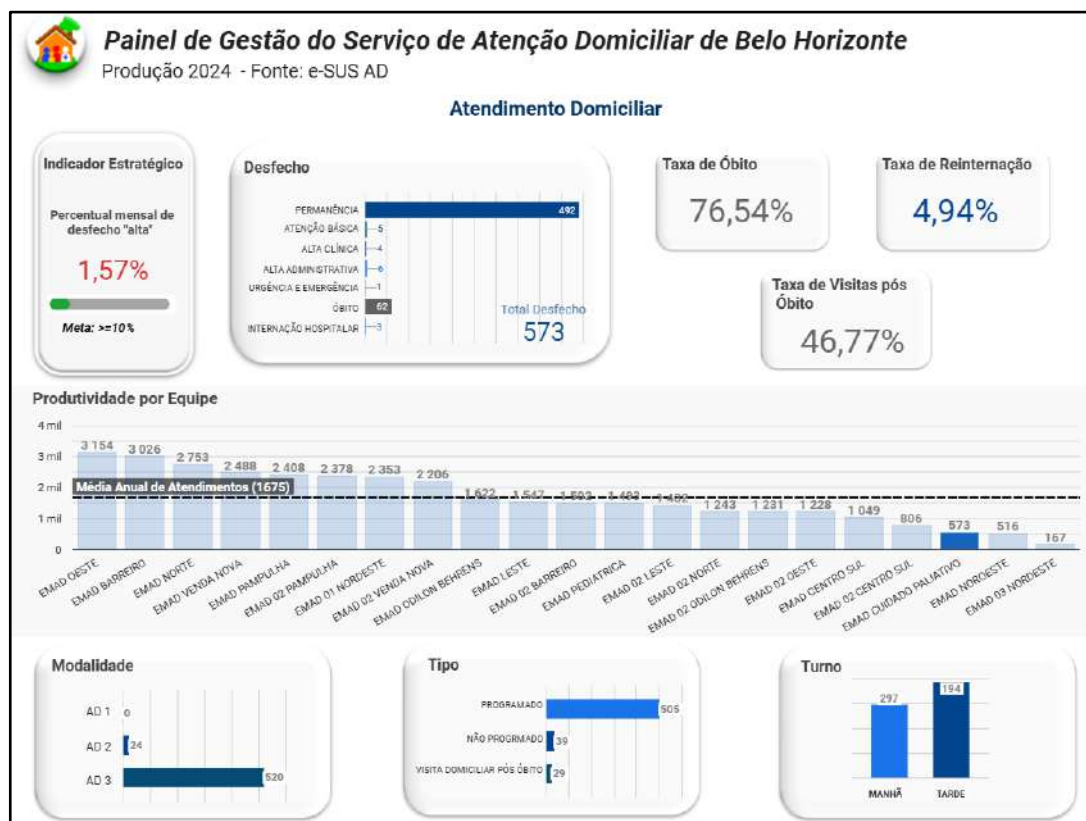 Painel de Gestão do Serviço de Atenção Domiciliar de Belo Horizonte
Produção 2024 - Fonte: e-SUS AD
Atendimento Domiciliar
Indicador Estratégico
Percentual mensal de
desfecho "alta"
1,57%
Meta: >=10%
Desfecho
PERMANÊNCIA 492
ATENÇÃO BÁSICA 5
ALTA CLÍNICA 4
ALTA ADMINISTRATIVA 6
URGÊNCIA E EMERGÊNCIA 1
ÓBITO 62
INTERNAÇÃO HOSPITALAR 3
Total Desfecho
573
Taxa de Óbito
76,54%
Taxa de Reinternação
4,94%
Taxa de Visitas pós
Óbito
46,77%
Produtividade por Equipe
4 mil
3 mil
2 mil
1 mil
0
Média Anual de Atendimentos (1675)
3 154
3 026
2 753
2 488
2 408
2 378
2 353
2 206
1 622
1 547
1 243
1 231
1 228
1 049
806
573
516
167
EMAD OESTE
EMAD BARREIRO
EMAD NORTE
EMAD VENDA NOVA
EMAD PAMPULHA
EMAD 02 PAMPULHA
EMAD 01 NORDESTE
EMAD 02 VENDA NOVA
EMAD ODILON BEHRENS
EMAD LESTE
EMAD 02 BARREIRO
EMAD PEDIATRICA
EMAD 02 LESTE
EMAD 02 NORTE
EMAD 02 ODILON BEHRENS
EMAD 02 OESTE
EMAD CENTRO SUL
EMAD 02 CENTRO SUL
EMAD CUIDADO PALIATIVO
EMAD NOROESTE
EMAD 03 NORDESTE
Modalidade
AD 1 0
AD 2 24
AD 3 520
Tipo
PROGRAMADO 505
NÃO PROGRMADO 39
VISITA DOMICILIAR PÓS ÓBITO 29
Turno
297
194
MANHÃ
TARDE